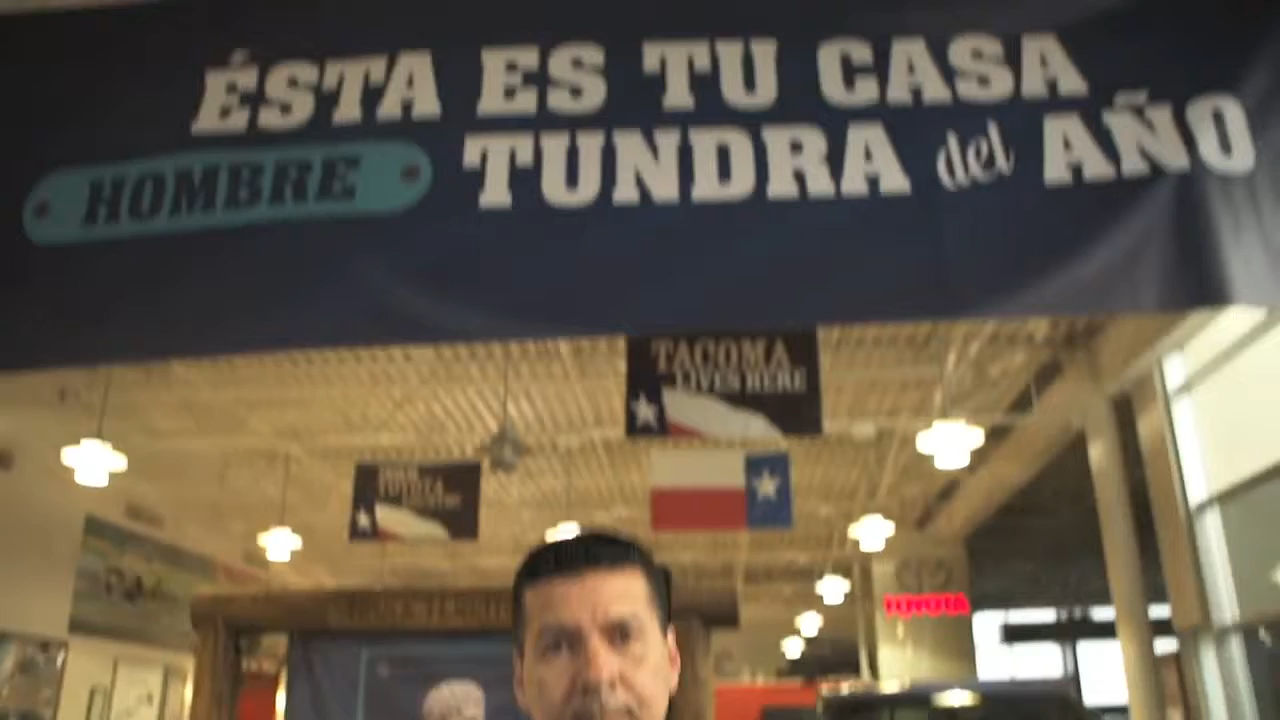 ÉSTA ES TU CASA
HOMBRE TUNDRA del AÑO
TACOMA
LIVES HERE
TOYOTA